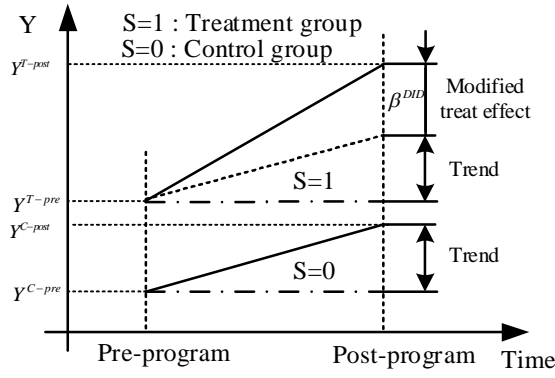 Y
S=1 : Treatment group
S=0 : Control group
Y^{T-post}
β^{DID}
Modified
treat effect
S=1
Trend
Y^{T-pre}
Y^{C-post}
S=0
Trend
Y^{C-pre}
Pre-program
Post-program
Time